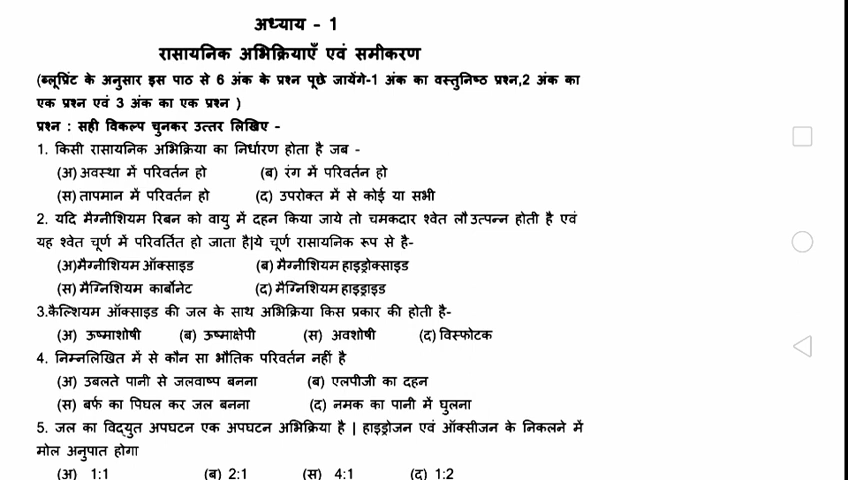 अध्याय - 1
रासायनिक अभिक्रियाएँ एवं समीकरण
(ब्लूप्रिंट के अनुसार इस पाठ से 6 अंक के प्रश्न पूछे जायेंगे-1 अंक का वस्तुनिष्ठ प्रश्न,2 अंक का
एक प्रश्न एवं 3 अंक का एक प्रश्न )
प्रश्न : सही विकल्प चुनकर उत्तर लिखिए -
1. किसी रासायनिक अभिक्रिया का निर्धारण होता है जब -
(अ) अवस्था में परिवर्तन हो (ब) रंग में परिवर्तन हो
(स) तापमान में परिवर्तन हो (द) उपरोक्त में से कोई या सभी
2. यदि मैग्नीशियम रिबन को वायु में दहन किया जाये तो चमकदार श्वेत लौ उत्पन्न होती है एवं
यह श्वेत चूर्ण में परिवर्तित हो जाता है|ये चूर्ण रासायनिक रूप से है-
(अ)मैग्नीशियम ऑक्साइड (ब) मैग्नीशियम हाइड्रोक्साइड
(स) मैग्निशियम कार्बोनेट (द) मैग्निशियम हाइड्राइड
3.कैल्शियम ऑक्साइड की जल के साथ अभिक्रिया किस प्रकार की होती है-
(अ) ऊष्माशोषी (ब) ऊष्माक्षेपी (स) अवशोषी (द) विस्फोटक
4. निम्नलिखित में से कौन सा भौतिक परिवर्तन नहीं है
(अ) उबलते पानी से जलवाष्प बनना (ब) एलपीजी का दहन
(स) बर्फ का पिघल कर जल बनना (द) नमक का पानी में घुलना
5. जल का विद्युत अपघटन एक अपघटन अभिक्रिया है | हाइड्रोजन एवं ऑक्सीजन के निकलने में
मोल अनुपात होगा
(अ) 1:1 (ब) 2:1 (स) 4:1 (द) 1:2